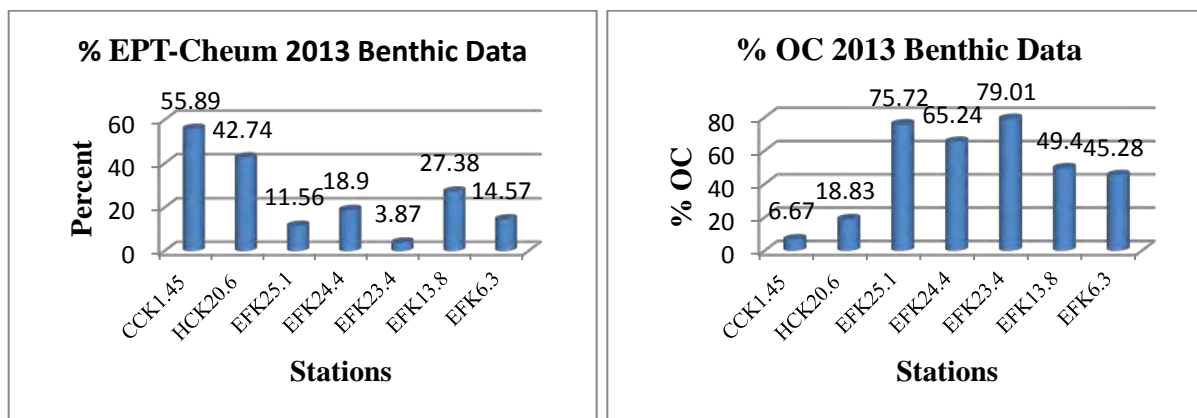 % EPT-Cheum 2013 Benthic Data
55.89
42.74
11.56
18.9
3.87
27.38
14.57
60
40
20
0
Percent
CCK1.45
HCK20.6
EFK25.1
EFK24.4
EFK23.4
EFK13.8
EFK6.3
Stations
% OC 2013 Benthic Data
6.67
18.83
75.72
65.24
79.01
49.4
45.28
80
60
40
20
0
% OC
CCK1.45
HCK20.6
EFK25.1
EFK24.4
EFK23.4
EFK13.8
EFK6.3
Stations